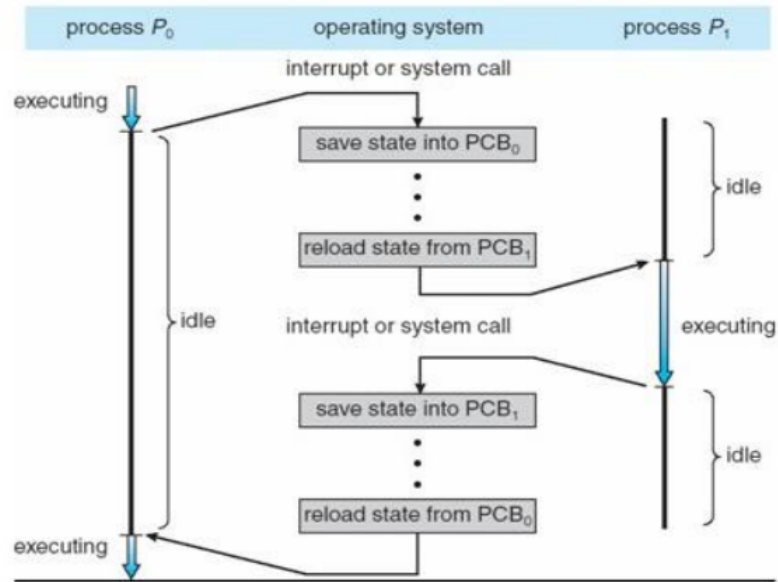 process P₀ operating system process P₁
interrupt or system call
executing
save state into PCB₀
idle
reload state from PCB₁
idle
interrupt or system call
executing
save state into PCB₁
idle
reload state from PCB₀
executing